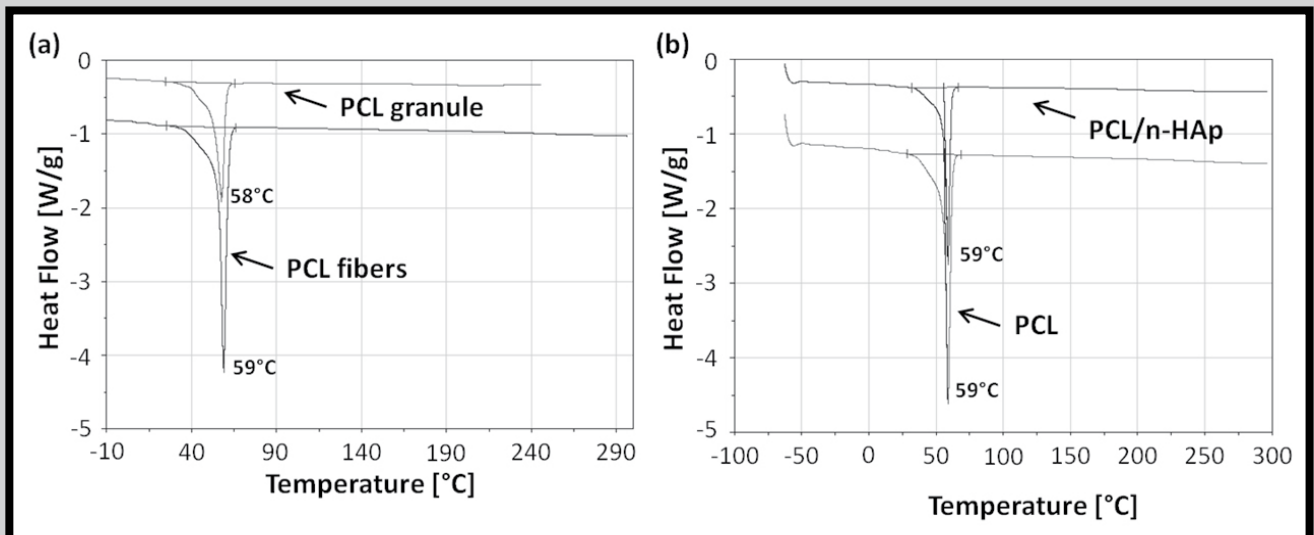 (a)
0
-1
-2
-3
-4
-5
Heat Flow [W/g]
PCL granule
58°C
PCL fibers
59°C
-10 40 90 140 190 240 290
Temperature [°C]
(b)
0
-1
-2
-3
-4
-5
Heat Flow [W/g]
PCL/n-HAp
59°C
PCL
59°C
-100 -50 0 50 100 150 200 250 300
Temperature [°C]